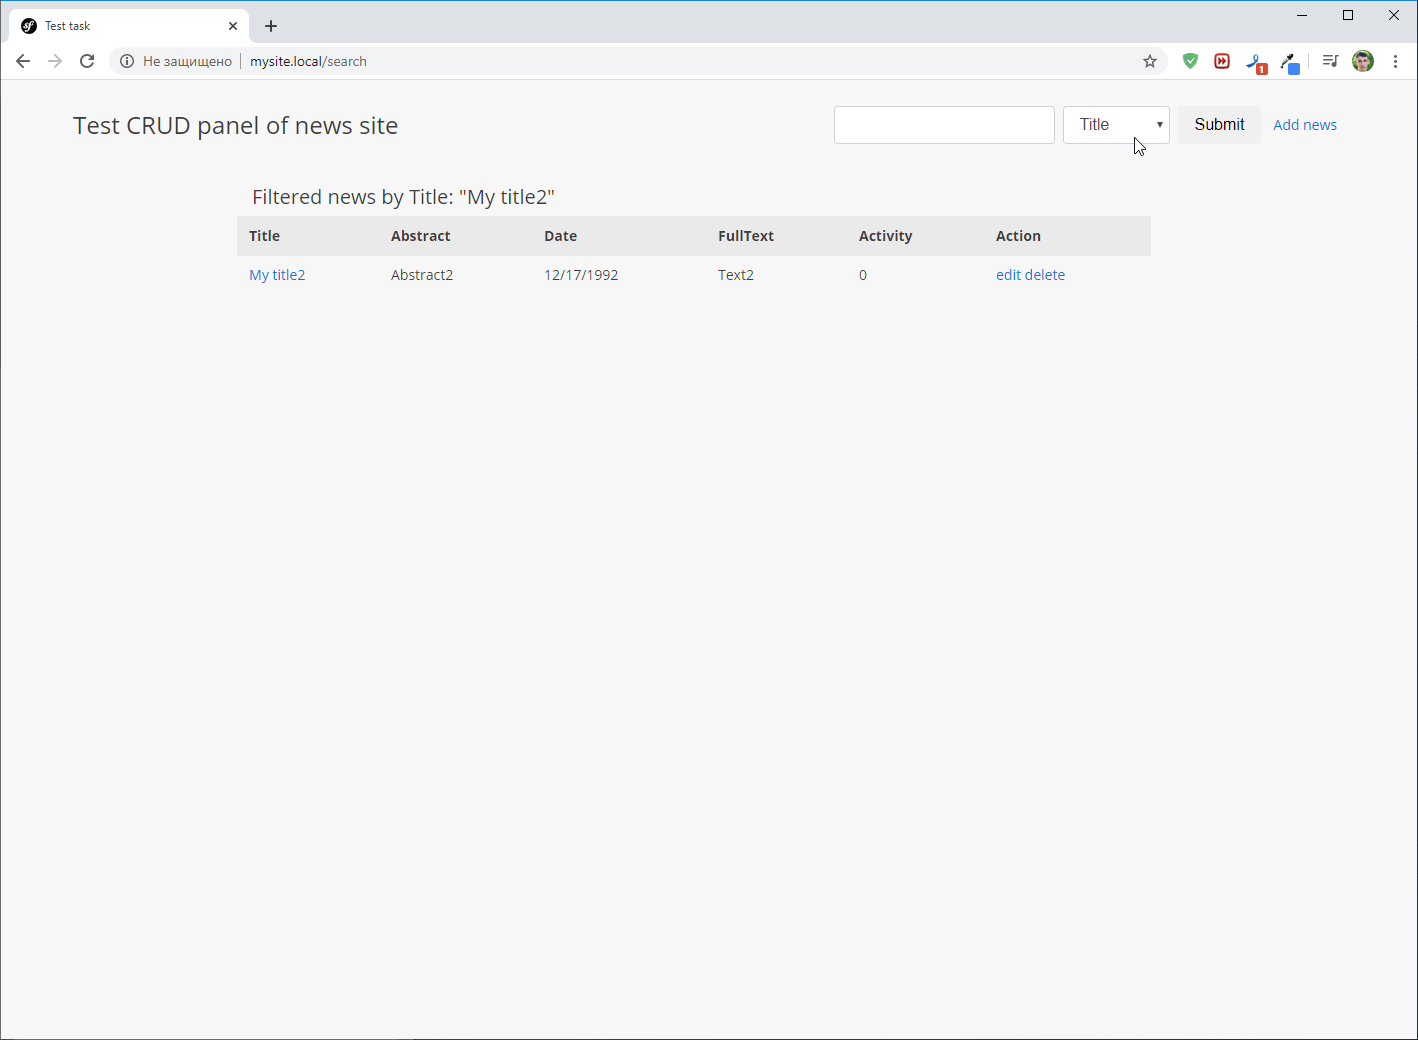 Test task
Не защищено mysite.local/search
1
Test CRUD panel of news site Title Submit Add news
Filtered news by Title: "My title2"
Title Abstract Date FullText Activity Action
My title2 Abstract2 12/17/1992 Text2 0 edit delete